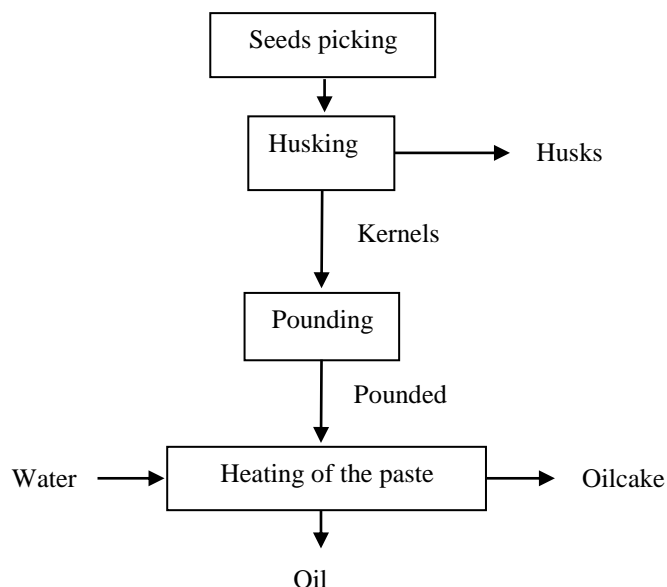 Seeds picking
Husking
Husks
Kernels
Pounding
Pounded
Water
Heating of the paste
Oilcake
Oil